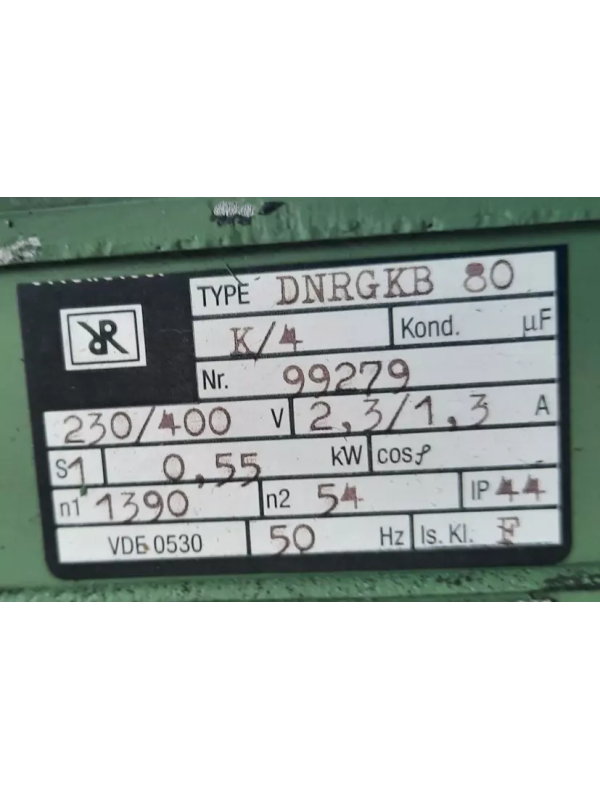 TYPE DNRGKB 80
K/4 Kond. µF
Nr. 99279
230/400 V 2,3/1,3 A
S1 0,55 kW cosφ
n1 1390 n2 54 IP 44
VDE 0530 50 Hz Is. Kl. F